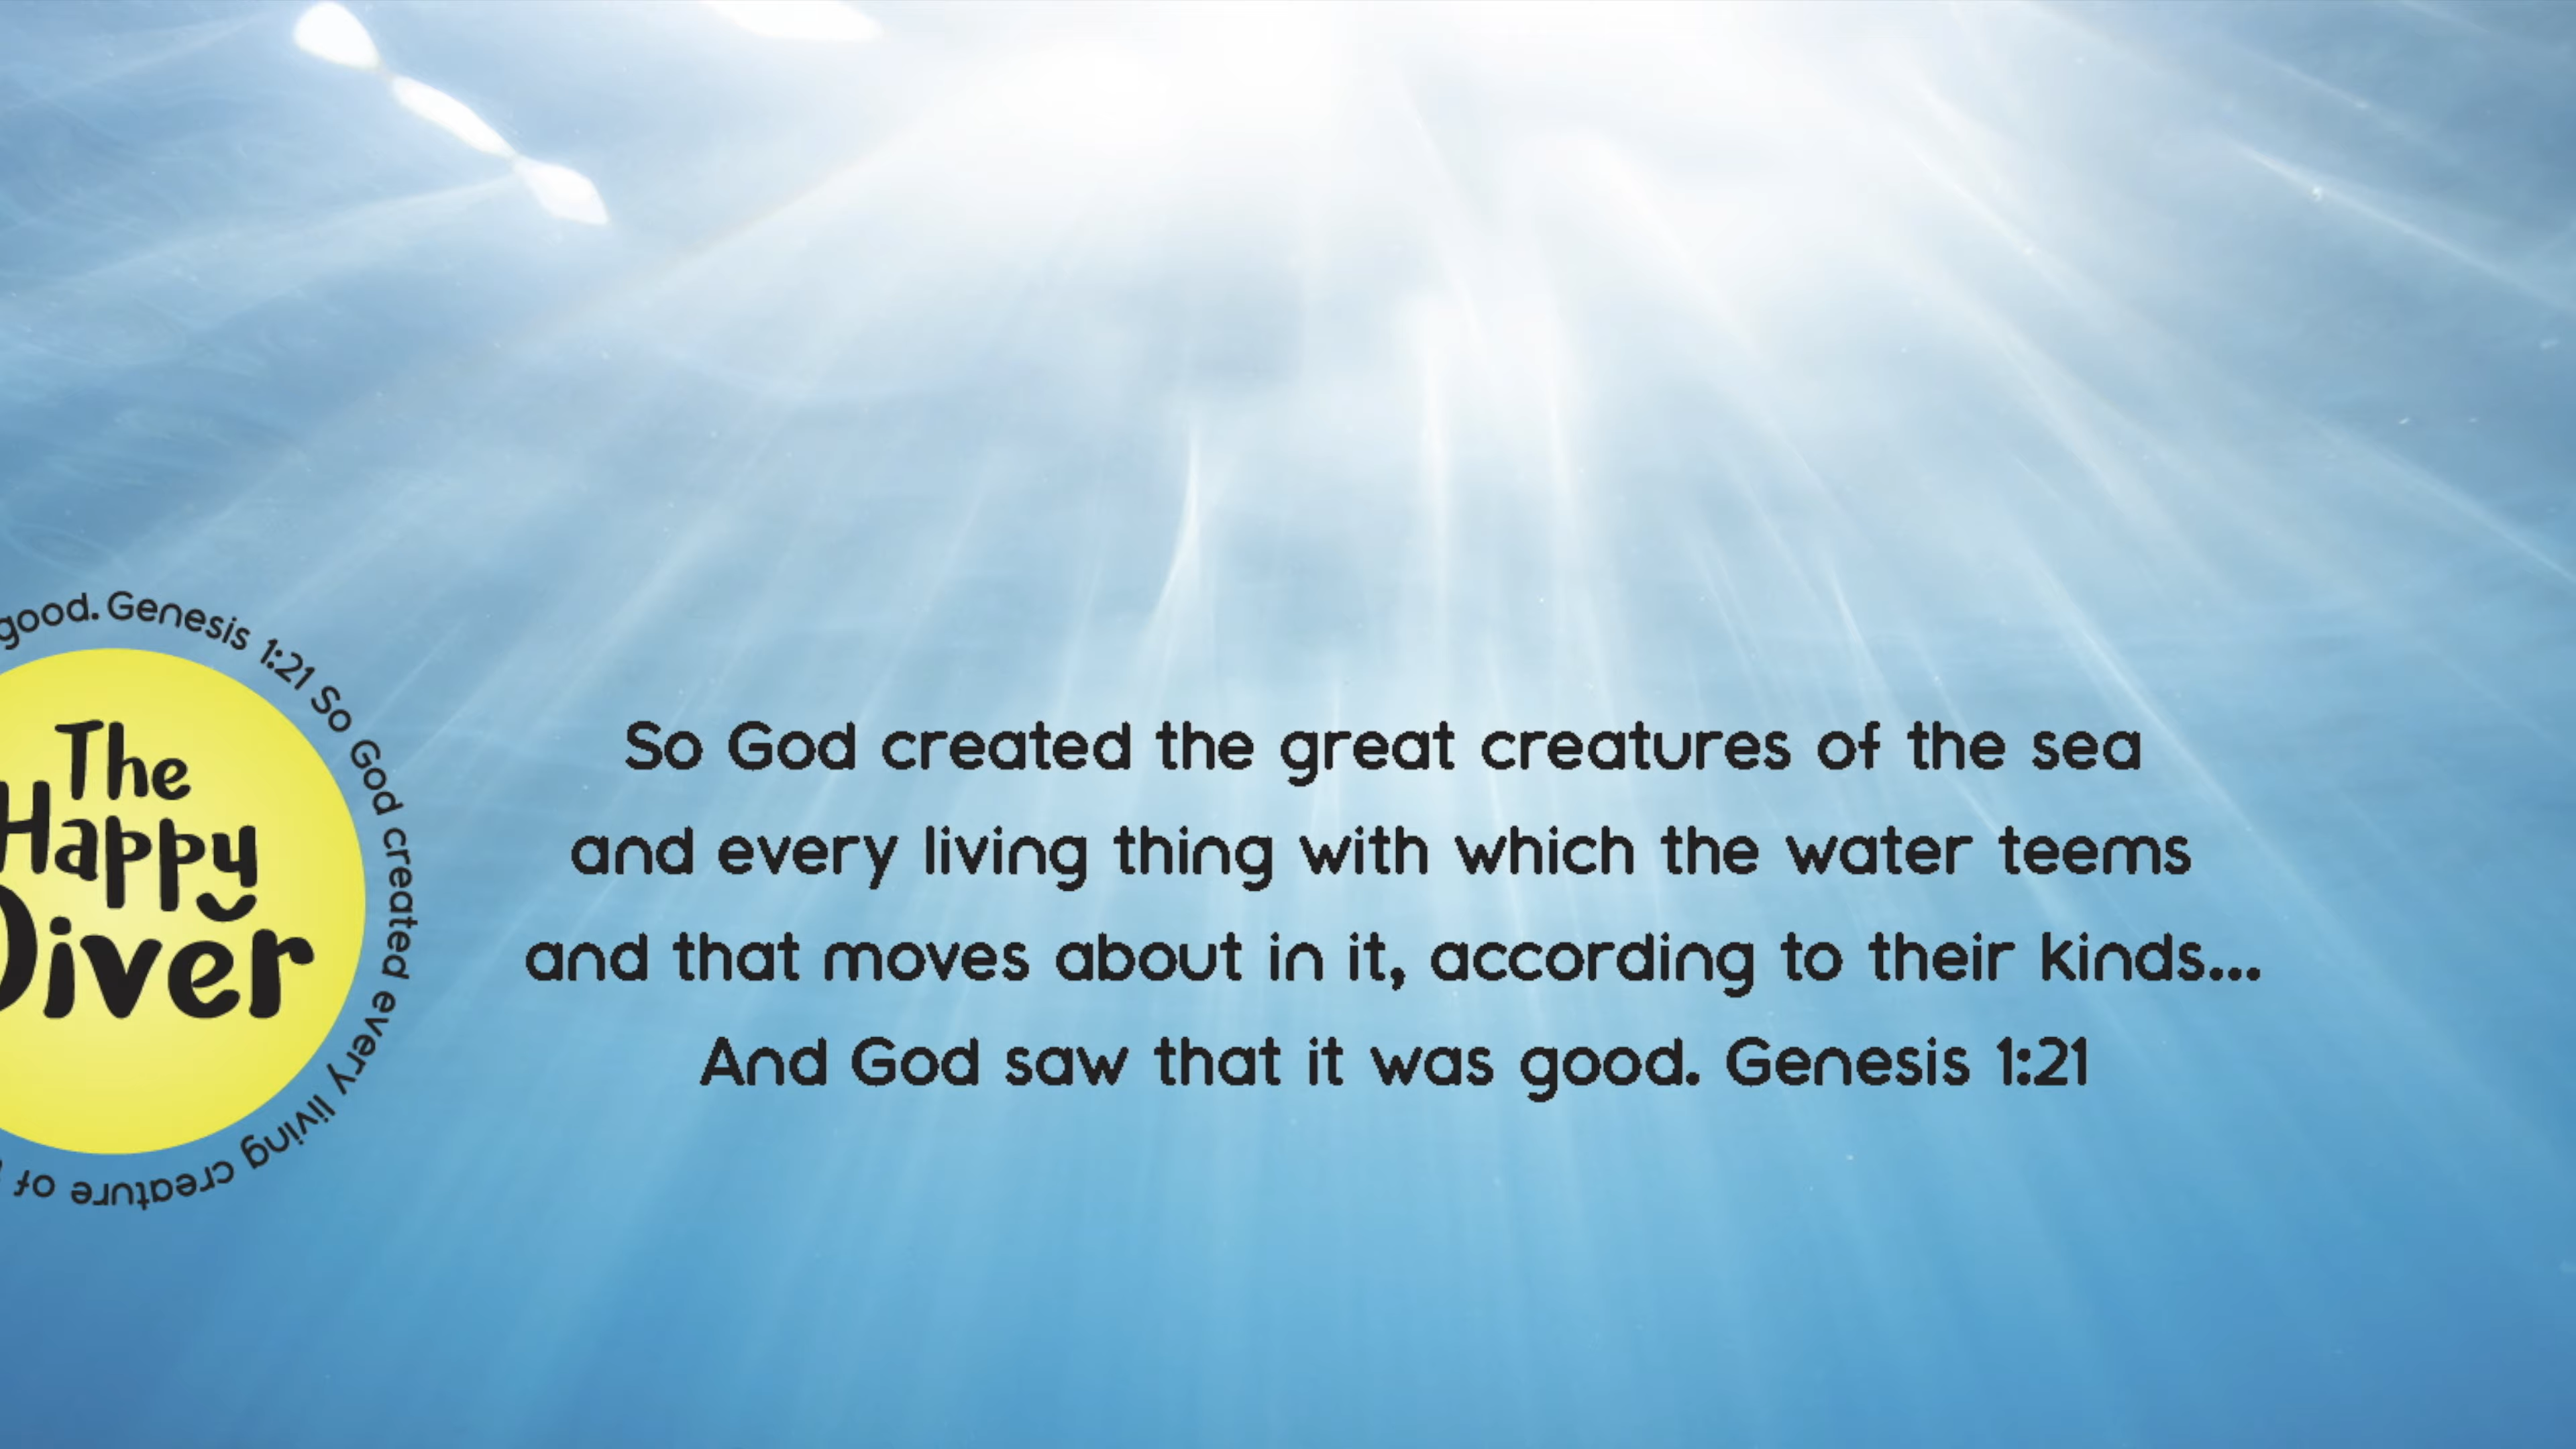 good. Genesis 1:21 So God created every living creature of
The
Happy
Diver
So God created the great creatures of the sea
and every living thing with which the water teems
and that moves about in it, according to their kinds...
And God saw that it was good. Genesis 1:21